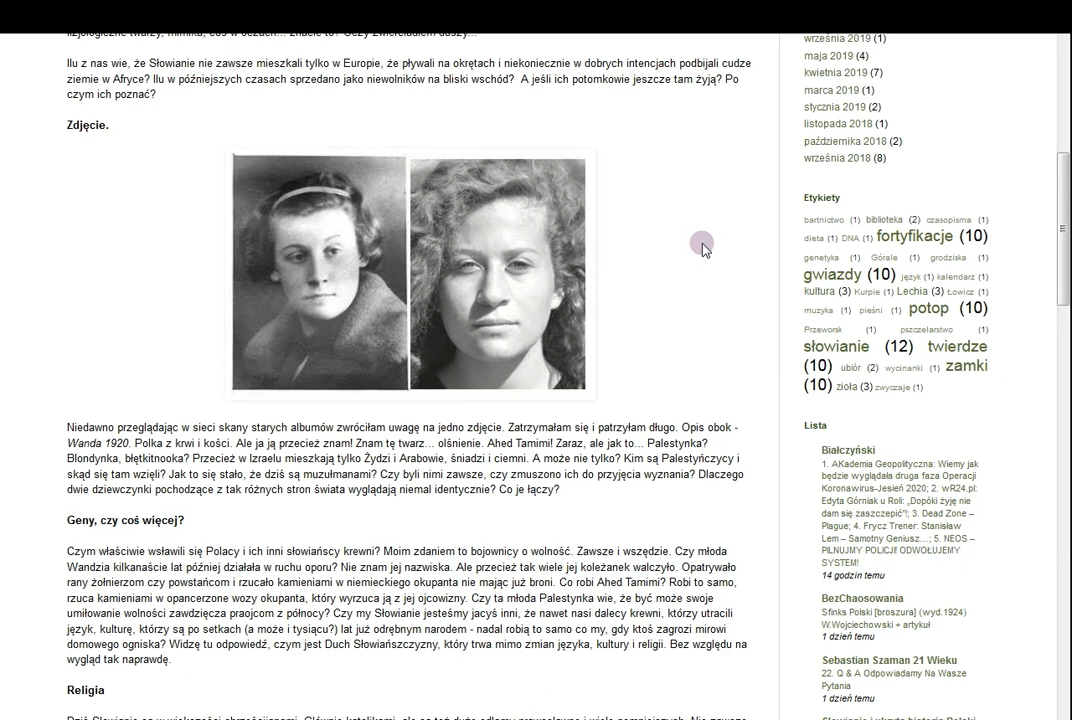 fizjologiczne twarzy, mimika, coś w oczach... znacie to? Oczy zwierciadłem duszy...
Ilu z nas wie, że Słowianie nie zawsze mieszkali tylko w Europie, że pływali na okrętach i niekoniecznie w dobrych intencjach podbijali cudze
ziemie w Afryce? Ilu w późniejszych czasach sprzedano jako niewolników na bliski wschód?  A jeśli ich potomkowie jeszcze tam żyją? Po
czym ich poznać?
Zdjęcie.
Niedawno przeglądając w sieci skany starych albumów zwróciłam uwagę na jedno zdjęcie. Zatrzymałam się i patrzyłam długo. Opis obok -
Wanda 1920. Polka z krwi i kości. Ale ja ją przecież znam! Znam tę twarz... olśnienie. Ahed Tamimi! Zaraz, ale jak to... Palestynka?
Blondynka, błękitnooka? Przecież w Izraelu mieszkają tylko Żydzi i Arabowie, śniadzi i ciemni. A może nie tylko? Kim są Palestyńczycy i
skąd się tam wzięli? Jak to się stało, że dziś są muzułmanami? Czy byli nimi zawsze, czy zmuszono ich do przyjęcia wyznania? Dlaczego
dwie dziewczynki pochodzące z tak różnych stron świata wyglądają niemal identycznie? Co je łączy?
Geny, czy coś więcej?
Czym właściwie wsławili się Polacy i ich inni słowiańscy krewni? Moim zdaniem to bojownicy o wolność. Zawsze i wszędzie. Czy młoda
Wandzia kilkanaście lat później działała w ruchu oporu? Nie znam jej nazwiska. Ale przecież tak wiele jej koleżanek walczyło. Opatrywało
rany żołnierzom czy powstańcom i rzucało kamieniami w niemieckiego okupanta nie mając już broni. Co robi Ahed Tamimi? Robi to samo,
rzuca kamieniami w opancerzone wozy okupanta, który wyrzuca ją z jej ojcowizny. Czy ta młoda Palestynka wie, że być może swoje
umiłowanie wolności zawdzięcza praojcom z północy? Czy my Słowianie jesteśmy jacyś inni, że nawet nasi dalecy krewni, którzy utracili
język, kulturę, którzy są po setkach (a może i tysiącu?) lat już odrębnym narodem - nadal robią to samo co my, gdy ktoś zagrozi mirowi
domowego ogniska? Widzę tu odpowiedź, czym jest Duch Słowiańszczyzny, który trwa mimo zmian języka, kultury i religii. Bez względu na
wygląd tak naprawdę.
Religia
września 2019 (1)
maja 2019 (4)
kwietnia 2019 (7)
marca 2019 (1)
stycznia 2019 (2)
listopada 2018 (1)
października 2018 (2)
września 2018 (8)
Etykiety
bartnictwo (1) biblioteka (2) czasopisma (1)
dieta (1) DNA (1) fortyfikacje (10)
genetyka (1) Górale (1) grodziska (1)
gwiazdy (10) język (1) kalendarz (1)
kultura (3) Kurpie (1) Lechia (3) Łowicz (1)
muzyka (1) pieśni (1) potop (10)
Przeworsk (1) pszczelarstwo (1)
słowianie (12) twierdze
(10) ubiór (2) wycinanki (1) zamki
(10) zioła (3) zwyczaje (1)
Lista
Białczyński
1. AKademia Geopolityczna: Wiemy jak
będzie wyglądała druga faza Operacji
Koronawirus-Jesień 2020; 2. wR24.pl:
Edyta Górniak u Roli: „Dopóki żyję nie
dam się zaszczepić”!; 3. Dead Zone –
Plague; 4. Frycz Trener: Stanisław
Lem – Samotny Geniusz...; 5. NEOS –
PILNUJMY POLICJI! ODWOŁUJEMY
SYSTEM!
14 godzin temu
BezChaosowania
Sfinks Polski [broszura] (wyd.1924)
W.Wojciechowski + artykuł
1 dzień temu
Sebastian Szaman 21 Wieku
22. Q & A Odpowiadamy Na Wasze
Pytania
1 dzień temu